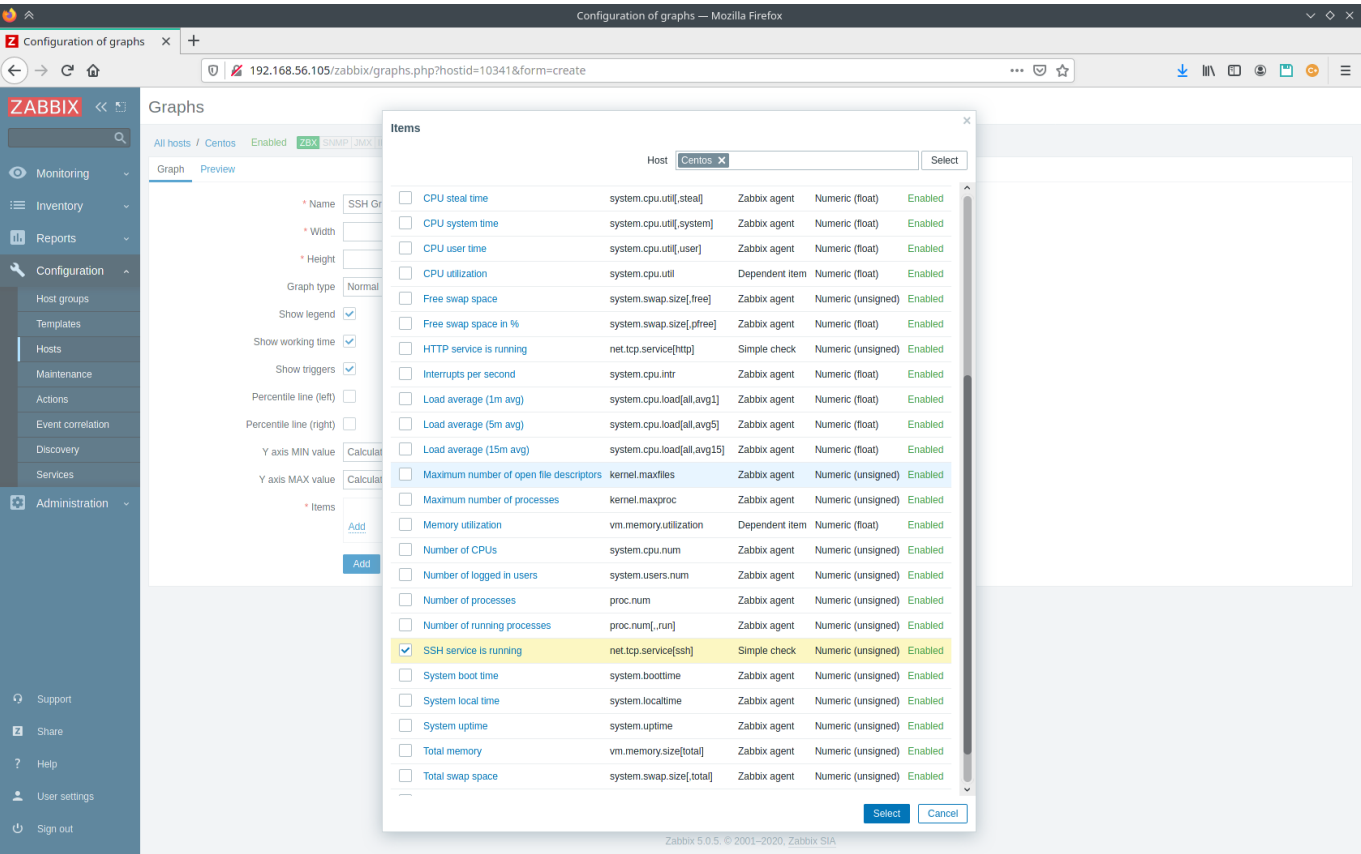 Configuration of graphs — Mozilla Firefox
Z Configuration of graphs
192.168.56.105/zabbix/graphs.php?hostid=10341&form=create
ZABBIX
Graphs
All hosts / Centos Enabled ZBX SNMP JMX
Graph Preview
Monitoring
Inventory
Reports
Configuration
Host groups
Templates
Hosts
Maintenance
Actions
Event correlation
Discovery
Services
Administration
Support
Z Share
? Help
User settings
Sign out
* Name SSH Gr
* Width
* Height
Graph type Normal
Show legend
Show working time
Show triggers
Percentile line (left)
Percentile line (right)
Y axis MIN value Calculat
Y axis MAX value Calculat
* Items
Add
Add
Items
Host Centos Select
CPU steal time system.cpu.util[,steal] Zabbix agent Numeric (float) Enabled
CPU system time system.cpu.util[,system] Zabbix agent Numeric (float) Enabled
CPU user time system.cpu.util[,user] Zabbix agent Numeric (float) Enabled
CPU utilization system.cpu.util Dependent item Numeric (float) Enabled
Free swap space system.swap.size[,free] Zabbix agent Numeric (unsigned) Enabled
Free swap space in % system.swap.size[,pfree] Zabbix agent Numeric (float) Enabled
HTTP service is running net.tcp.service[http] Simple check Numeric (unsigned) Enabled
Interrupts per second system.cpu.intr Zabbix agent Numeric (float) Enabled
Load average (1m avg) system.cpu.load[all,avg1] Zabbix agent Numeric (float) Enabled
Load average (5m avg) system.cpu.load[all,avg5] Zabbix agent Numeric (float) Enabled
Load average (15m avg) system.cpu.load[all,avg15] Zabbix agent Numeric (float) Enabled
Maximum number of open file descriptors kernel.maxfiles Zabbix agent Numeric (unsigned) Enabled
Maximum number of processes kernel.maxproc Zabbix agent Numeric (unsigned) Enabled
Memory utilization vm.memory.utilization Dependent item Numeric (float) Enabled
Number of CPUs system.cpu.num Zabbix agent Numeric (unsigned) Enabled
Number of logged in users system.users.num Zabbix agent Numeric (unsigned) Enabled
Number of processes proc.num Zabbix agent Numeric (unsigned) Enabled
Number of running processes proc.num[,,run] Zabbix agent Numeric (unsigned) Enabled
SSH service is running net.tcp.service[ssh] Simple check Numeric (unsigned) Enabled
System boot time system.boottime Zabbix agent Numeric (unsigned) Enabled
System local time system.localtime Zabbix agent Numeric (unsigned) Enabled
System uptime system.uptime Zabbix agent Numeric (unsigned) Enabled
Total memory vm.memory.size[total] Zabbix agent Numeric (unsigned) Enabled
Total swap space system.swap.size[,total] Zabbix agent Numeric (unsigned) Enabled
Select Cancel
Zabbix 5.0.5. © 2001–2020, Zabbix SIA